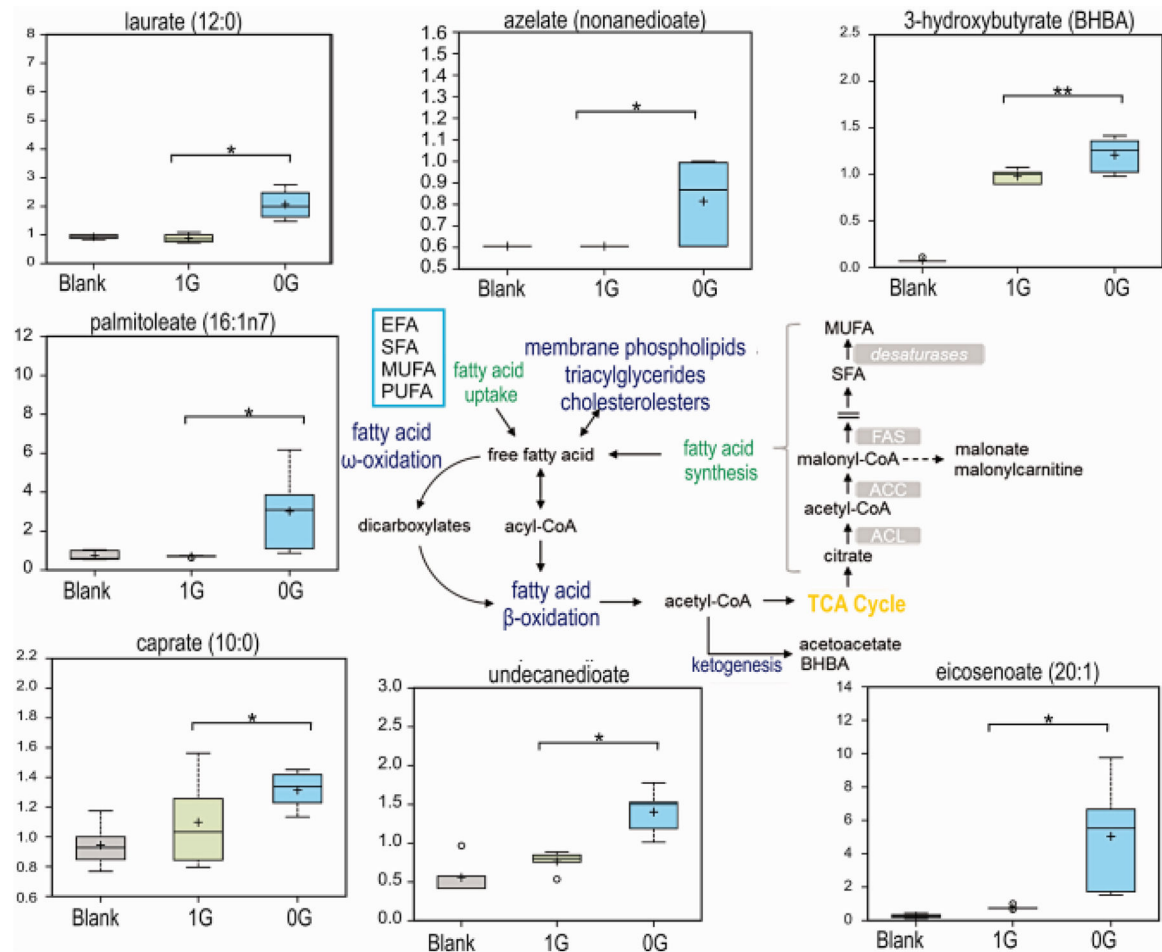 laurate (12:0)
8
7
6
5
4
3
2
1
0
*
Blank
1G
0G
azelate (nonanedioate)
1.6
1.5
1.4
1.3
1.2
1.1
1.0
0.9
0.8
0.6
0.6
0.5
*
Blank
1G
0G
3-hydroxybutyrate (BHBA)
2.5
2.0
1.5
1.0
0.5
0.0
**
Blank
1G
0G
palmitoleate (16:1n7)
12
10
8
6
4
2
0
*
Blank
1G
0G
EFA
SFA
MUFA
PUFA
fatty acid
uptake
membrane phospholipids
triacylglycerides
cholesterolesters
fatty acid
ω-oxidation
free fatty acid
fatty acid
synthesis
dicarboxylates
acyl-CoA
fatty acid
β-oxidation
acetyl-CoA
TCA Cycle
ketogenesis
acetoacetate
BHBA
MUFA
desaturases
SFA
FAS
malonyl-CoA
malonate
malonylcarnitine
ACC
acetyl-CoA
ACL
citrate
caprate (10:0)
2.2
2.0
1.8
1.6
1.4
1.2
1.0
0.8
0.6
*
Blank
1G
0G
undecanedioate
3.0
2.5
2.0
1.5
1.0
0.5
0.0
*
Blank
1G
0G
eicosenoate (20:1)
14
12
10
8
6
4
2
0
*
Blank
1G
0G